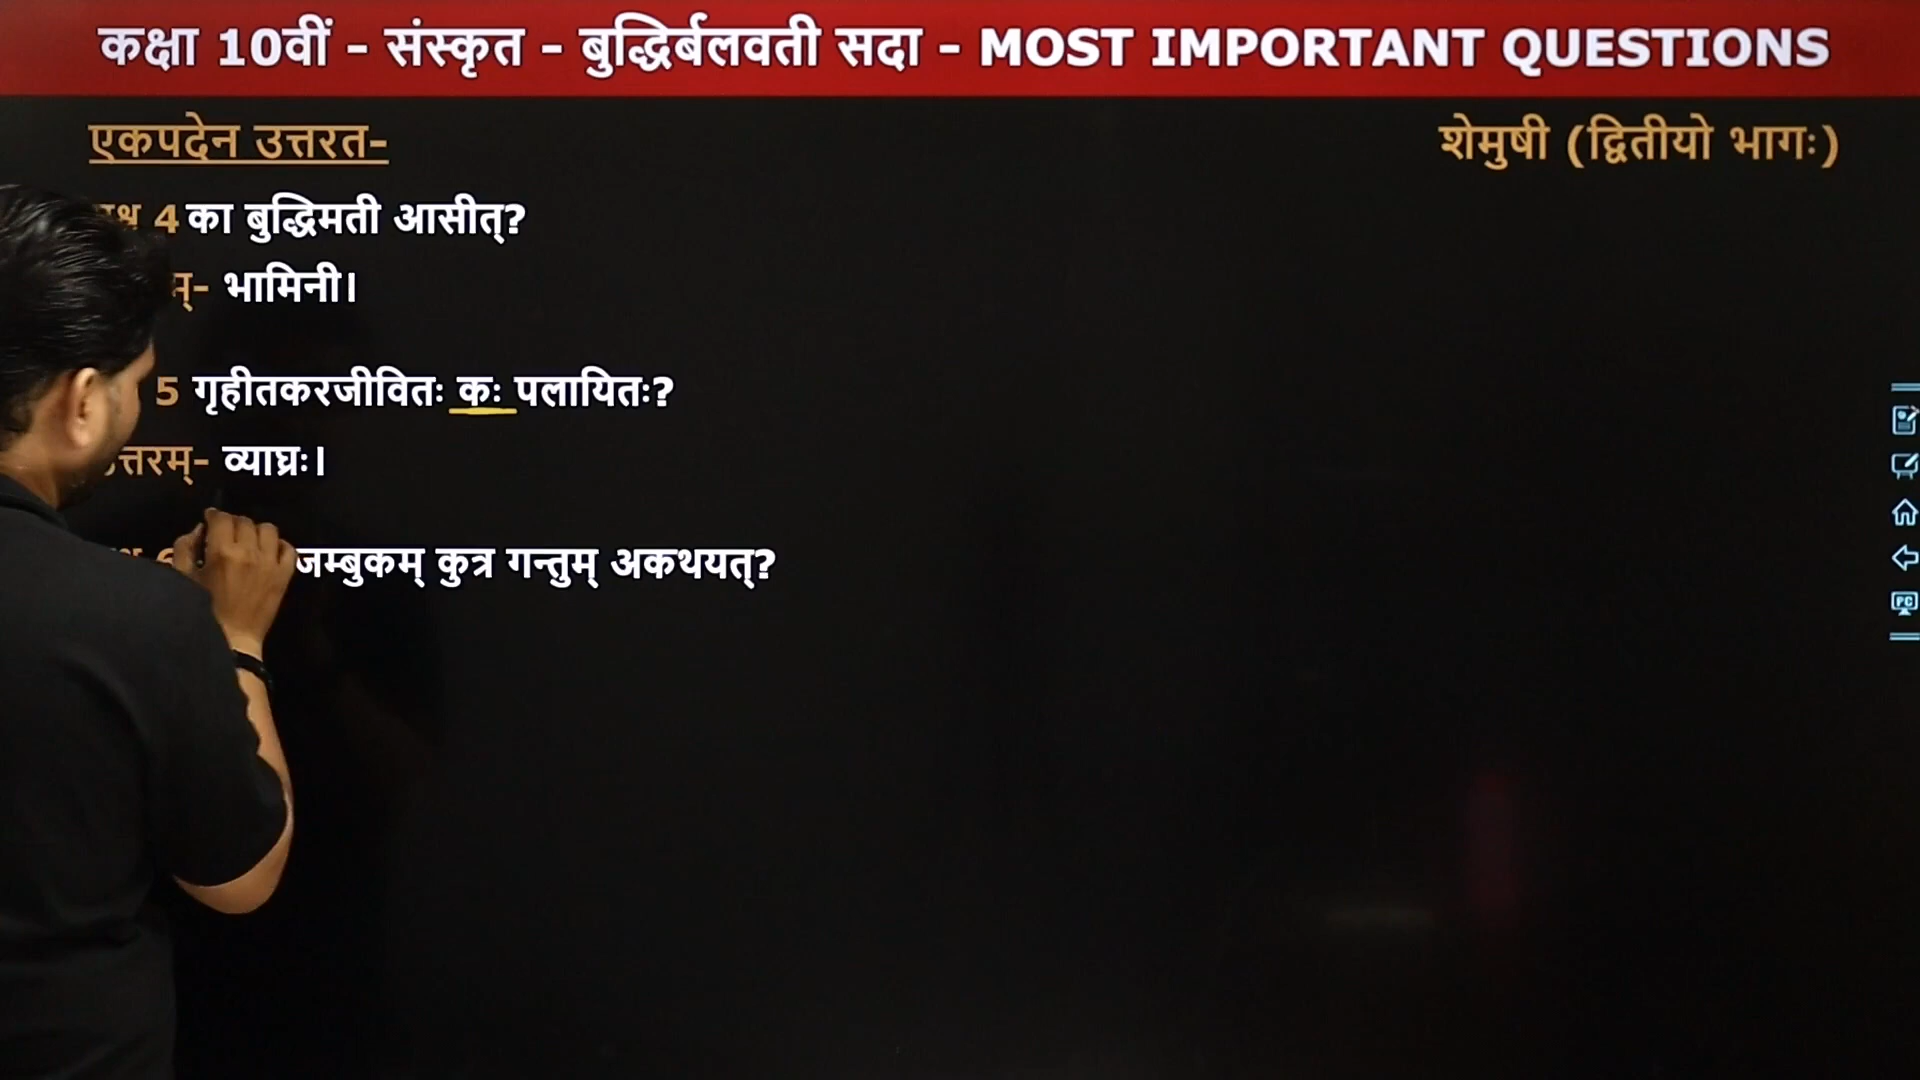 कक्षा 10वीं - संस्कृत - बुद्धिर्बलवती सदा - MOST IMPORTANT QUESTIONS
एकपदेन उत्तरत-
शेमुषी (द्वितीयो भागः)
4 का बुद्धिमती आसीत्?
भामिनी।
5 गृहीतकरजीवितः कः पलायितः?
व्याघ्रः।
जम्बुकम् कुत्र गन्तुम् अकथयत्?
PC